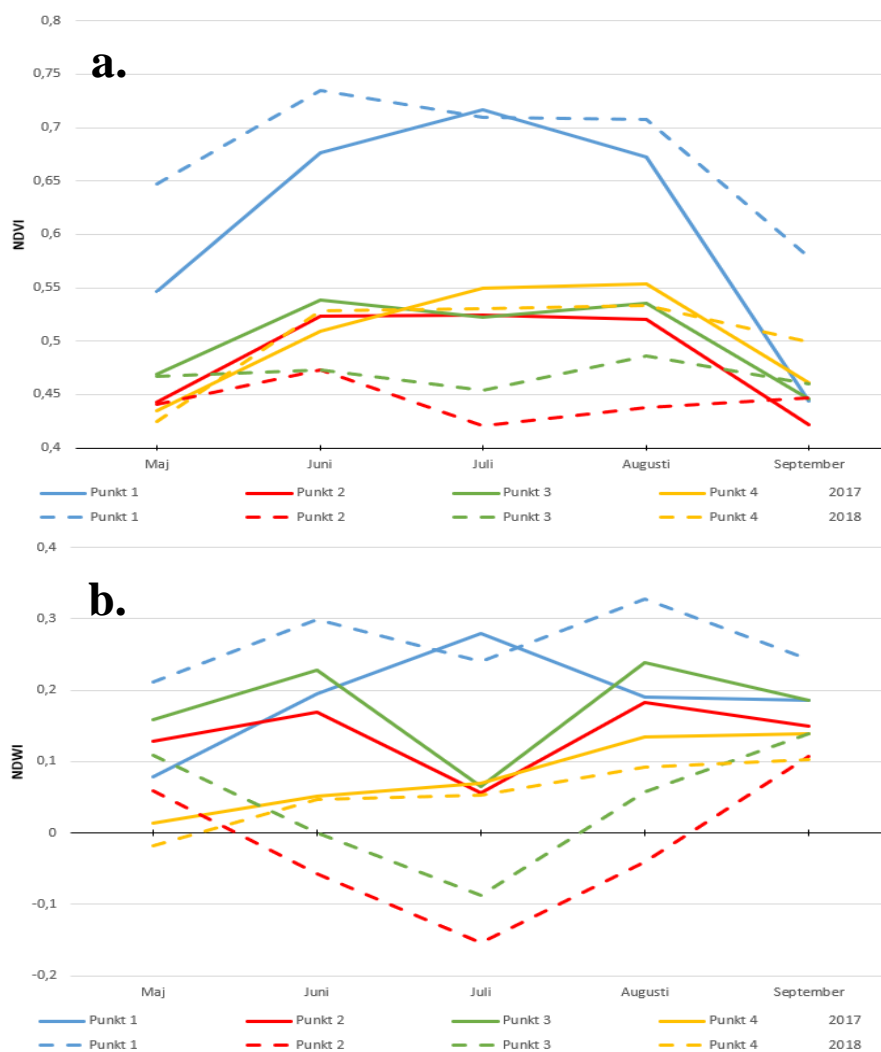 0,8
a.
0,75
0,7
0,65
0,6
NDVI
0,55
0,5
0,45
0,4
Maj Juni Juli Augusti September
Punkt 1 Punkt 2 Punkt 3 Punkt 4 2017
Punkt 1 Punkt 2 Punkt 3 Punkt 4 2018
0,4
b.
0,3
0,2
NDWI
0,1
0
-0,1
-0,2
Maj Juni Juli Augusti September
Punkt 1 Punkt 2 Punkt 3 Punkt 4 2017
Punkt 1 Punkt 2 Punkt 3 Punkt 4 2018